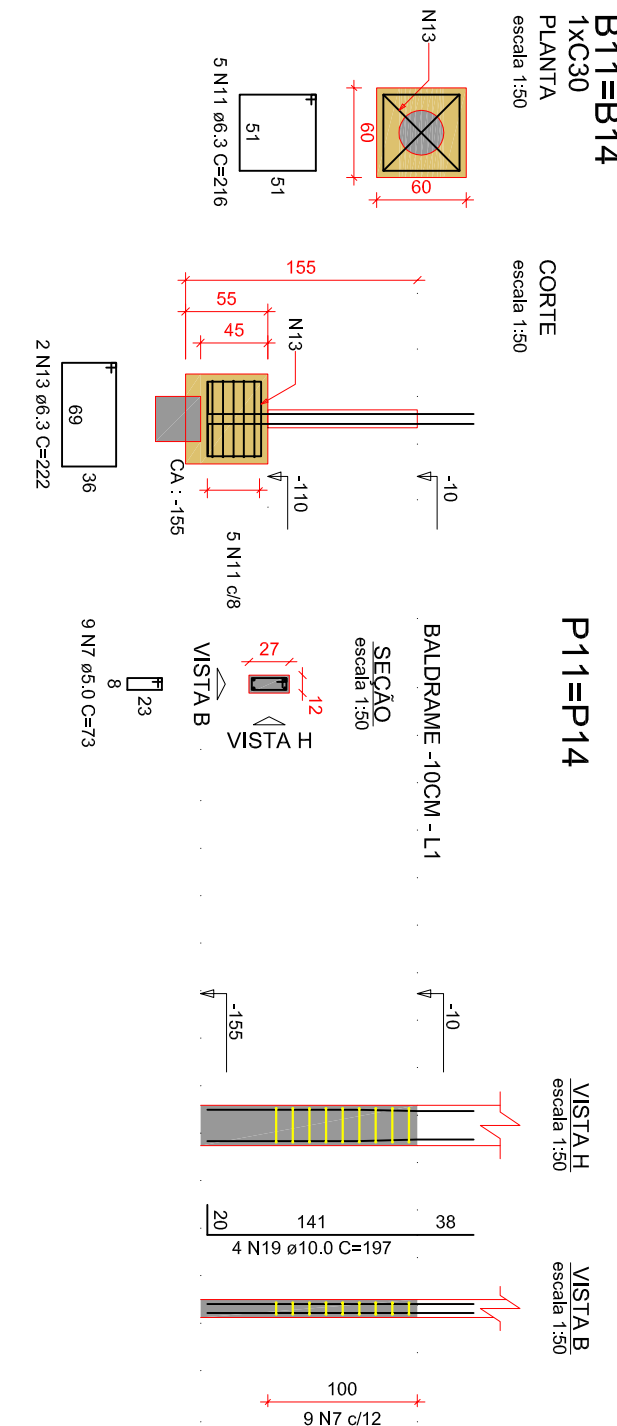 B11=B14
1xC30
PLANTA
escala 1:50
N13
60
60
51
51
5 N11 ø6.3 C=216
CORTE
escala 1:50
155
55
45
N13
-10
-110
CA : -155
5 N11 c/8
69
36
2 N13 ø6.3 C=222
P11=P14
BALDRAME -10CM - L1
SEÇÃO
escala 1:50
27
12
VISTA H
VISTA B
23
8
9 N7 ø5.0 C=73
-10
-155
VISTA H
escala 1:50
20
141
38
4 N19 ø10.0 C=197
VISTA B
escala 1:50
100
9 N7 c/12